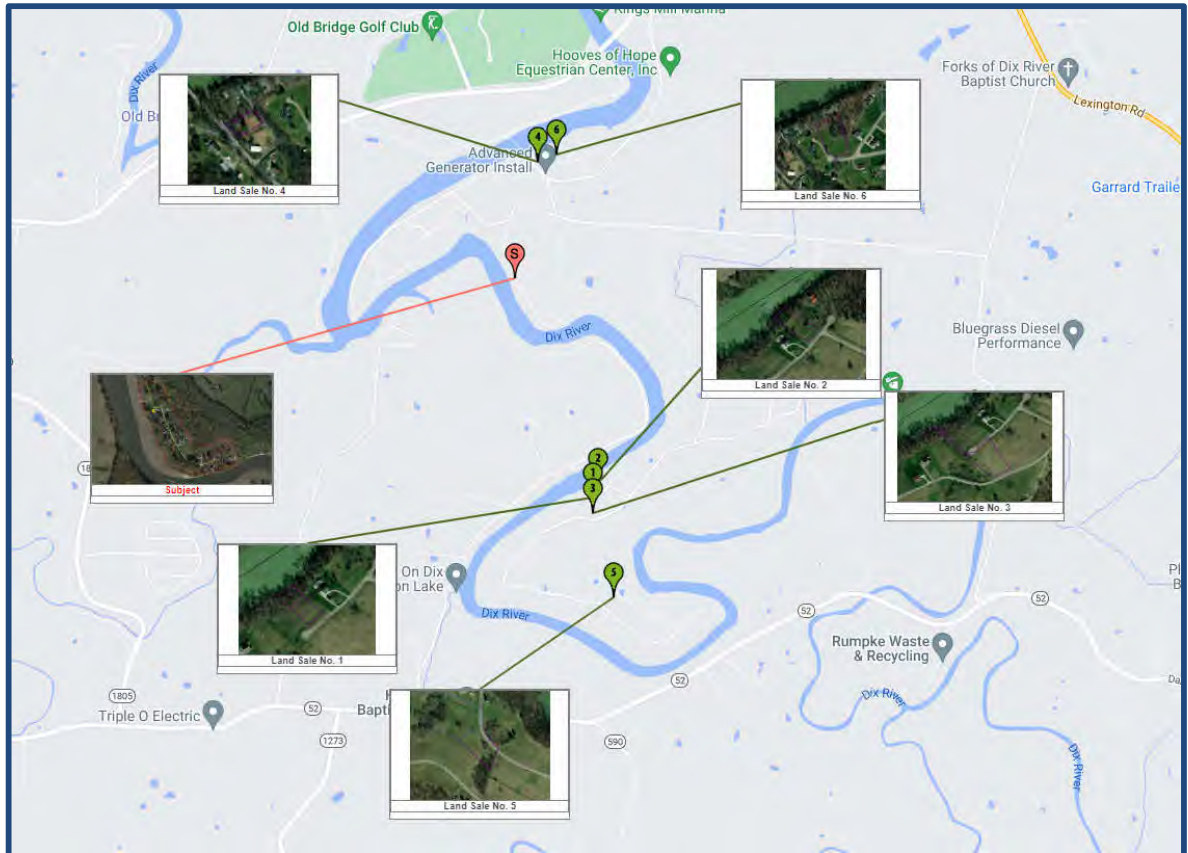 Kings Mill Marina
Old Bridge Golf Club
Hooves of Hope
Equestrian Center, Inc
Forks of Dix River
Baptist Church
Dix River
Lexington Rd
Old
4
6
Advanced
Generator Install
Land Sale No. 4
Land Sale No. 6
Garrard
S
Dix River
Bluegrass Diesel
Performance
Land Sale No. 2
2
1
3
Subject
Land Sale No. 3
On Dix
Lake
5
52
52
Land Sale No. 1
Dix River
Rumpke Waste
& Recycling
52
1805
Triple O Electric
52
Dix River
1273
590
Dix River
Land Sale No. 5